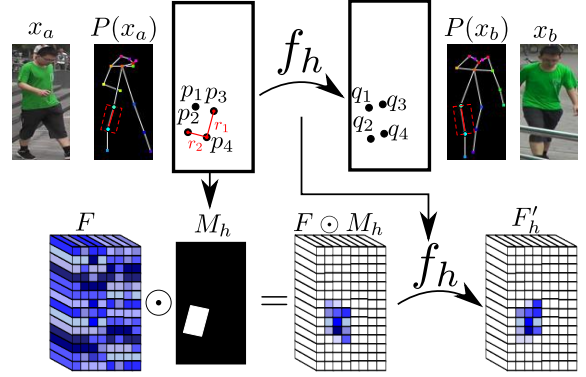 x_a P(x_a) f_h P(x_b) x_b
p_1 p_3 q_1 q_3
p_2 r_1 q_2 q_4
r_2 p_4
F M_h F ⊙ M_h F'_h
⊙ = f_h